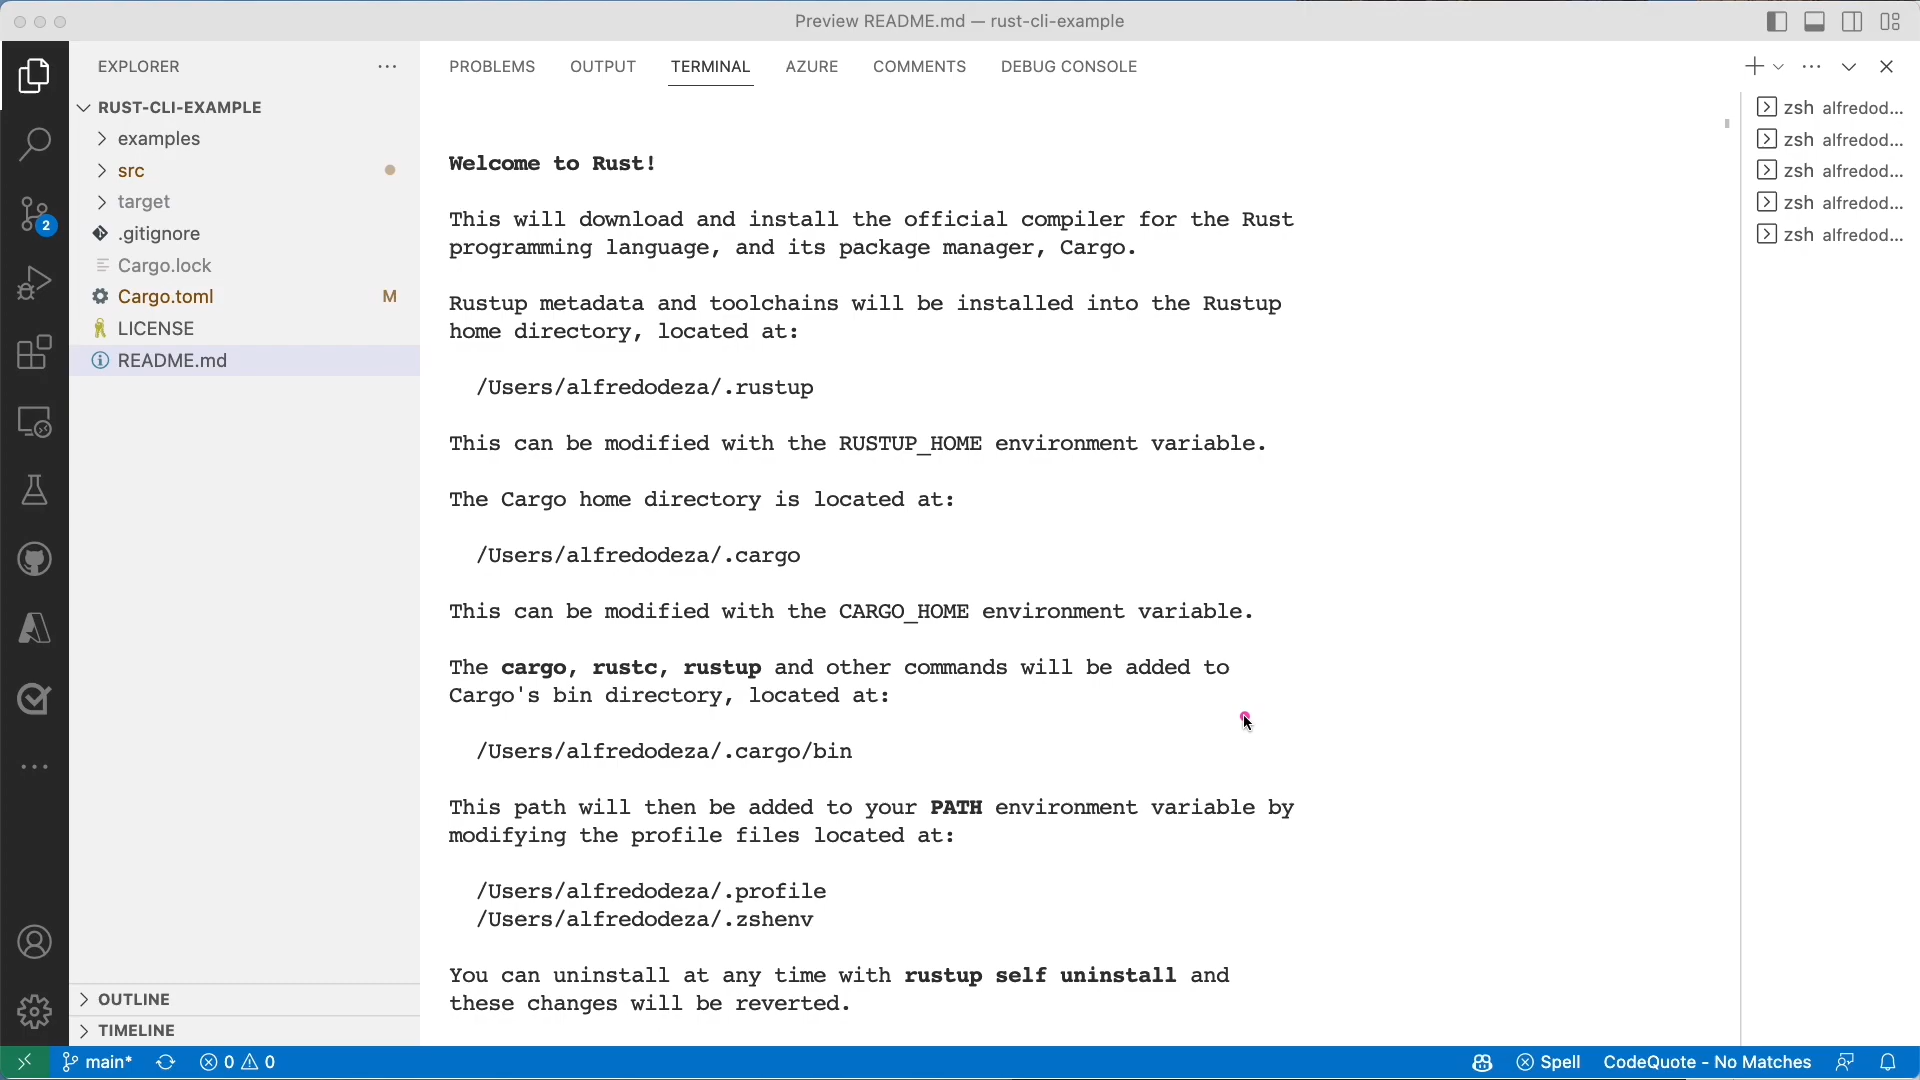 Preview README.md — rust-cli-example
EXPLORER
RUST-CLI-EXAMPLE
examples
src
target
.gitignore
Cargo.lock
Cargo.toml M
LICENSE
README.md
OUTLINE
TIMELINE
2
PROBLEMS OUTPUT TERMINAL AZURE COMMENTS DEBUG CONSOLE
Welcome to Rust!
This will download and install the official compiler for the Rust
programming language, and its package manager, Cargo.
Rustup metadata and toolchains will be installed into the Rustup
home directory, located at:
/Users/alfredodeza/.rustup
This can be modified with the RUSTUP_HOME environment variable.
The Cargo home directory is located at:
/Users/alfredodeza/.cargo
This can be modified with the CARGO_HOME environment variable.
The cargo, rustc, rustup and other commands will be added to
Cargo's bin directory, located at:
/Users/alfredodeza/.cargo/bin
This path will then be added to your PATH environment variable by
modifying the profile files located at:
/Users/alfredodeza/.profile
/Users/alfredodeza/.zshenv
You can uninstall at any time with rustup self uninstall and
these changes will be reverted.
zsh alfredod...
zsh alfredod...
zsh alfredod...
zsh alfredod...
zsh alfredod...
main* 0 0 Spell CodeQuote - No Matches